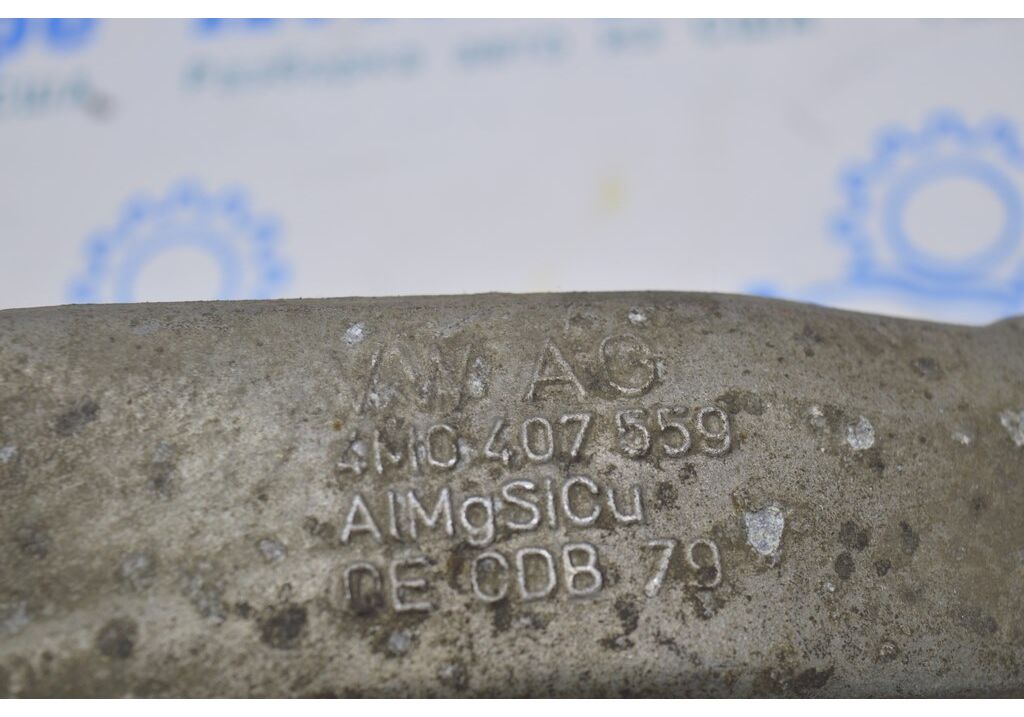 VW AG
4M0 407 559
AlMgSiCu
DE CDB 79